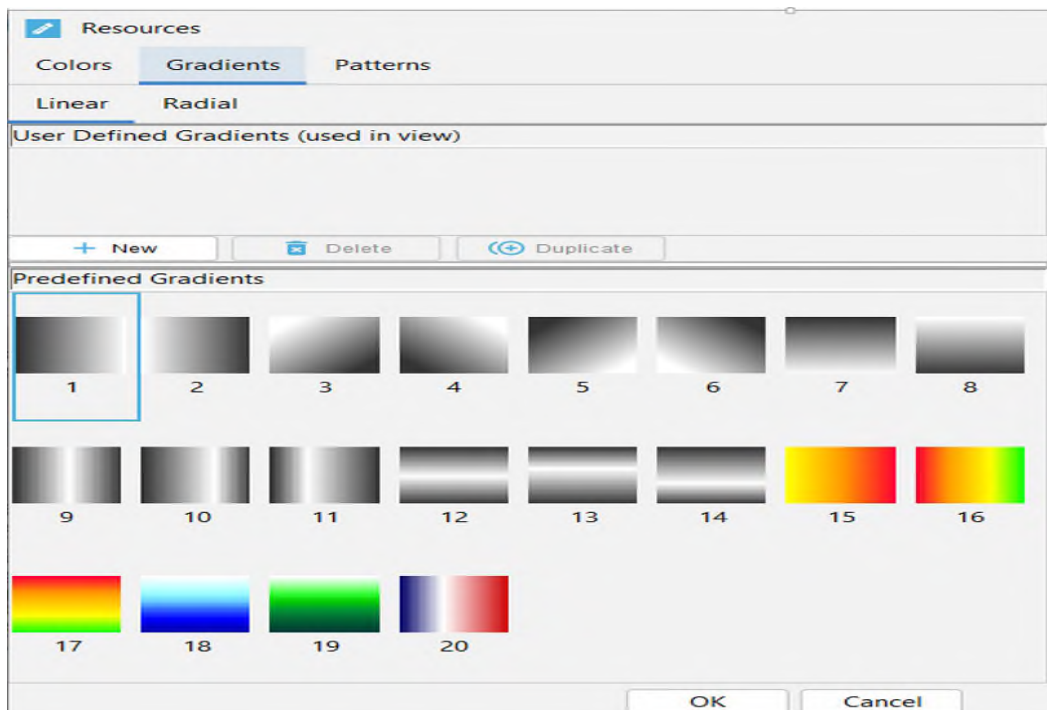 Resources
Colors Gradients Patterns
Linear Radial
User Defined Gradients (used in view)
New Delete Duplicate
Predefined Gradients
1 2 3 4 5 6 7 8
9 10 11 12 13 14 15 16
17 18 19 20
OK Cancel